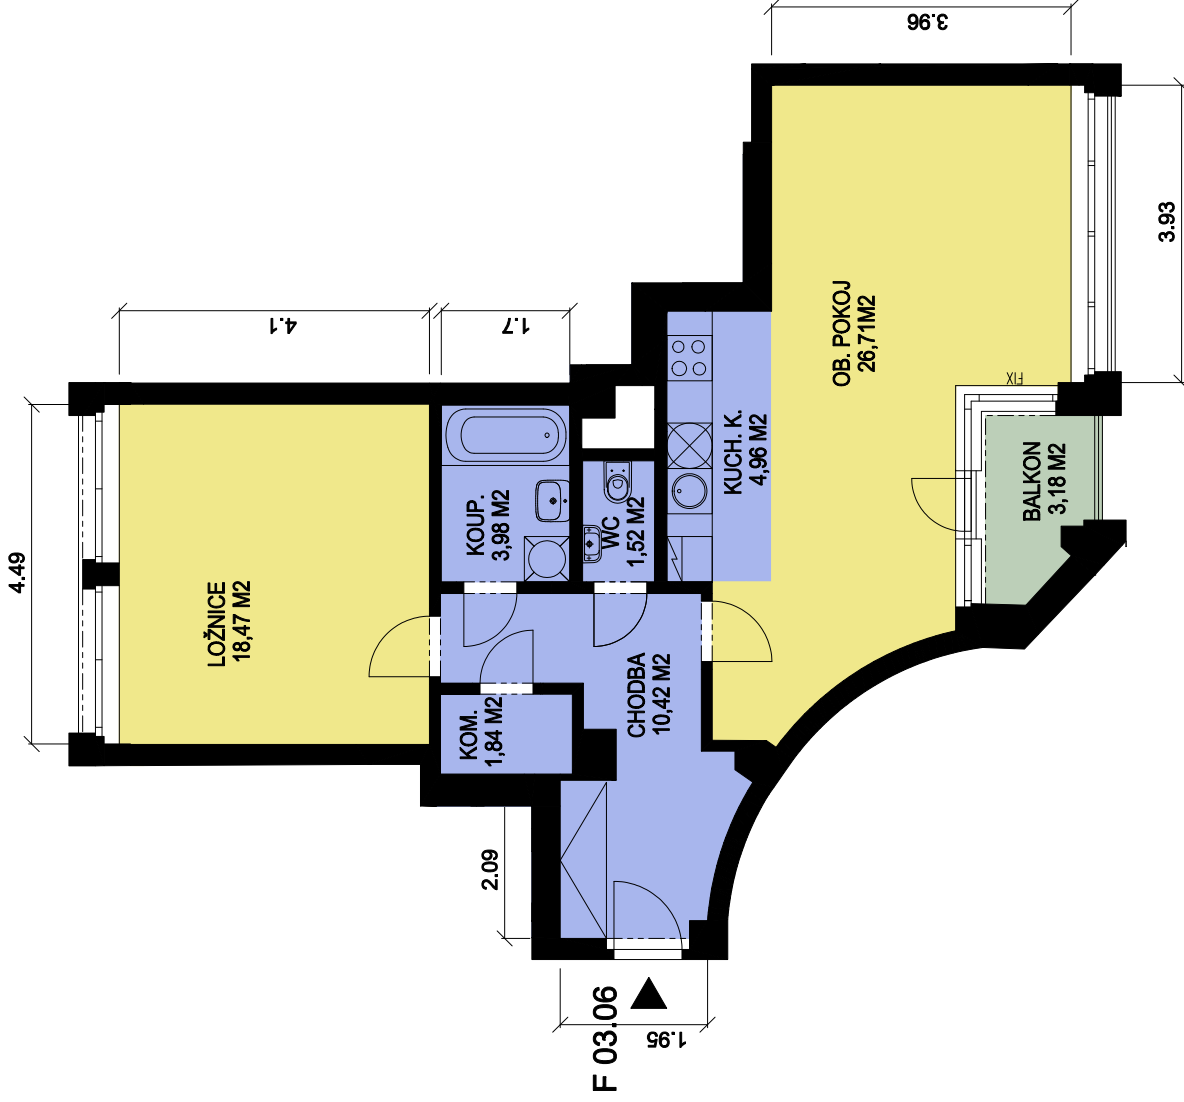 3.96
4.1
1.7
3.93
4.49
LOŽNICE
18,47 M2
KOUP.
3,98 M2
WC
1,52 M2
KUCH. K.
4,96 M2
OB. POKOJ
26,71M2
FIX
BALKON
3,18 M2
KOM.
1,84 M2
CHODBA
10,42 M2
2.09
1.95
F 03.06